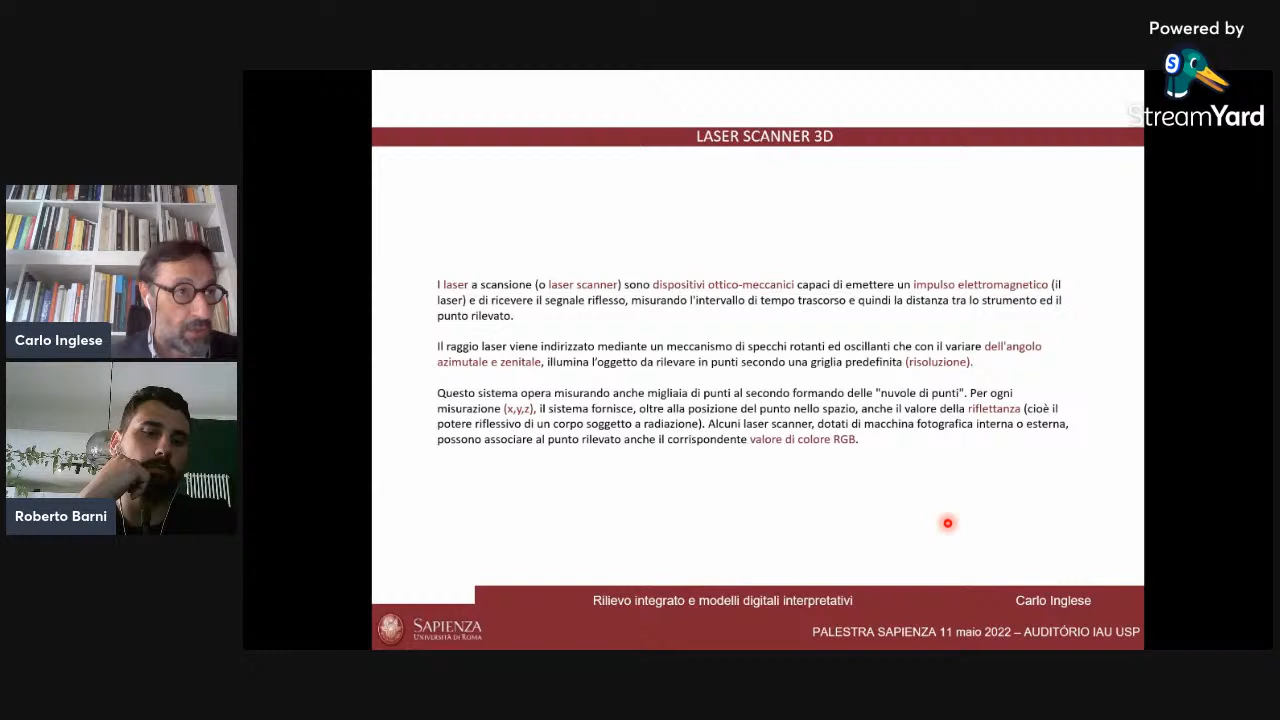 Powered by
S
StreamYard
LASER SCANNER 3D
I laser a scansione (o laser scanner) sono dispositivi ottico-meccanici capaci di emettere un impulso elettromagnetico (il
laser) e di ricevere il segnale riflesso, misurando l'intervallo di tempo trascorso e quindi la distanza tra lo strumento ed il
punto rilevato.
Il raggio laser viene indirizzato mediante un meccanismo di specchi rotanti ed oscillanti che con il variare dell'angolo
azimutale e zenitale, illumina l'oggetto da rilevare in punti secondo una griglia predefinita (risoluzione).
Questo sistema opera misurando anche migliaia di punti al secondo formando delle "nuvole di punti". Per ogni
misurazione (x,y,z), il sistema fornisce, oltre alla posizione del punto nello spazio, anche il valore della riflettanza (cioè il
potere riflessivo di un corpo soggetto a radiazione). Alcuni laser scanner, dotati di macchina fotografica interna o esterna,
possono associare al punto rilevato anche il corrispondente valore di colore RGB.
Carlo Inglese
Roberto Barni
Rilievo integrato e modelli digitali interpretativi
Carlo Inglese
SAPIENZA
UNIVERSITÀ DI ROMA
PALESTRA SAPIENZA 11 maio 2022 – AUDITÓRIO IAU USP